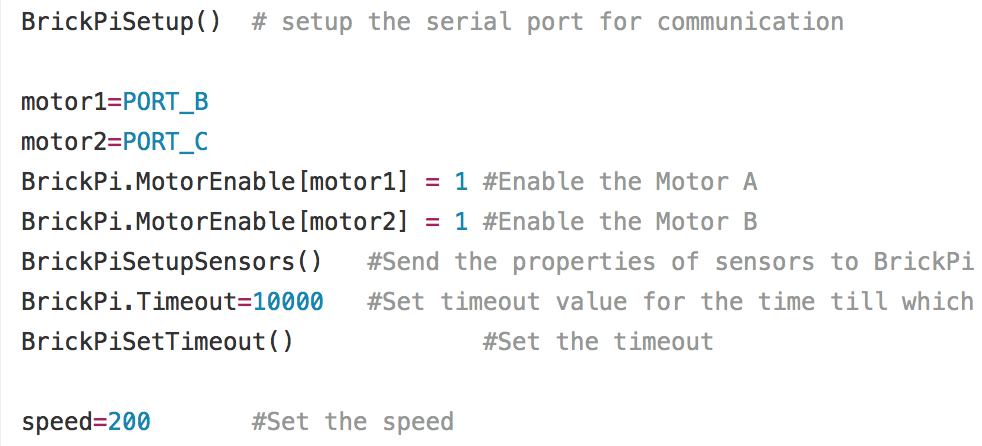 BrickPiSetup()  # setup the serial port for communication
motor1=PORT_B
motor2=PORT_C
BrickPi.MotorEnable[motor1] = 1 #Enable the Motor A
BrickPi.MotorEnable[motor2] = 1 #Enable the Motor B
BrickPiSetupSensors()   #Send the properties of sensors to BrickPi
BrickPi.Timeout=10000   #Set timeout value for the time till which
BrickPiSetTimeout()             #Set the timeout
speed=200       #Set the speed